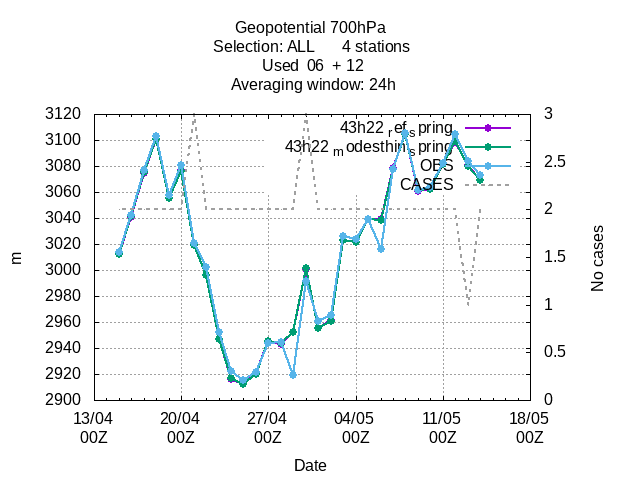 Geopotential 700hPa
Selection: ALL 4 stations
Used 06 + 12
Averaging window: 24h
3120
3100
3080
3060
3040
3020
3000
2980
2960
2940
2920
2900
m
3
2.5
2
1.5
1
0.5
0
No cases
43h22 ref spring
43h22 modesthin spring
OBS
CASES
13/04 00Z
20/04 00Z
27/04 00Z
04/05 00Z
11/05 00Z
18/05 00Z
Date